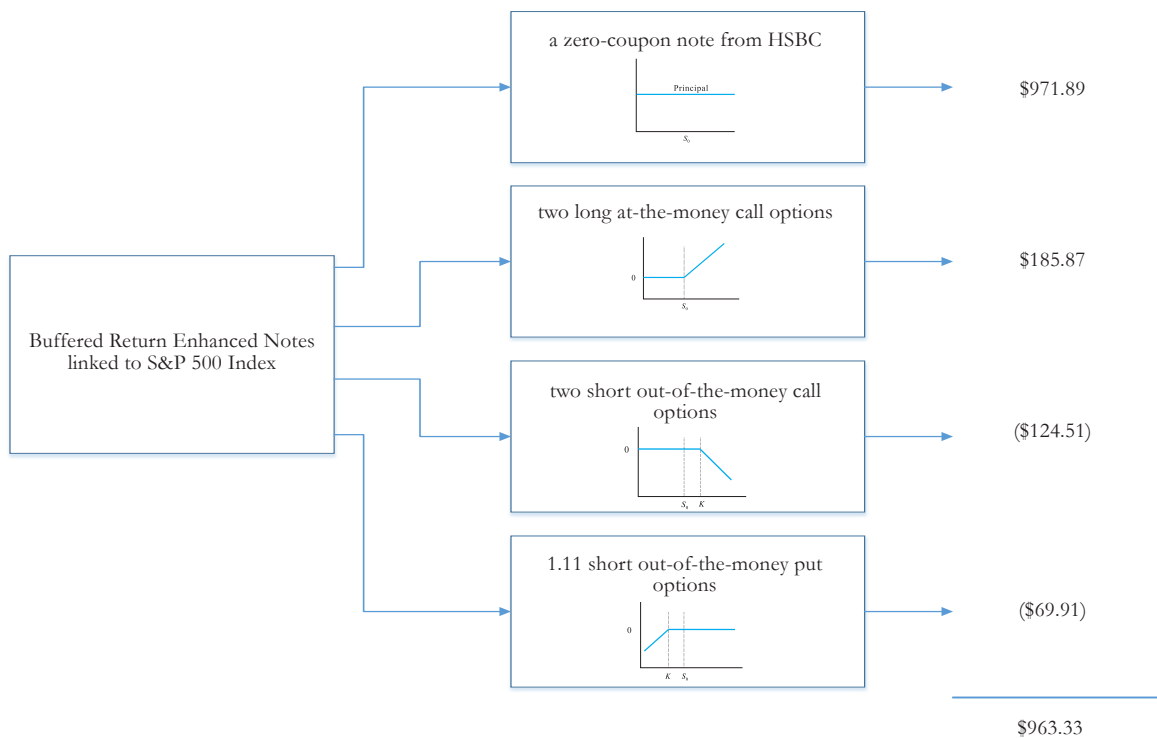 a zero-coupon note from HSBC
Principal
S₀
$971.89
two long at-the-money call options
0
S₀
$185.87
Buffered Return Enhanced Notes
linked to S&P 500 Index
two short out-of-the-money call
options
0
S₀ K
($124.51)
1.11 short out-of-the-money put
options
0
K S₀
($69.91)
$963.33